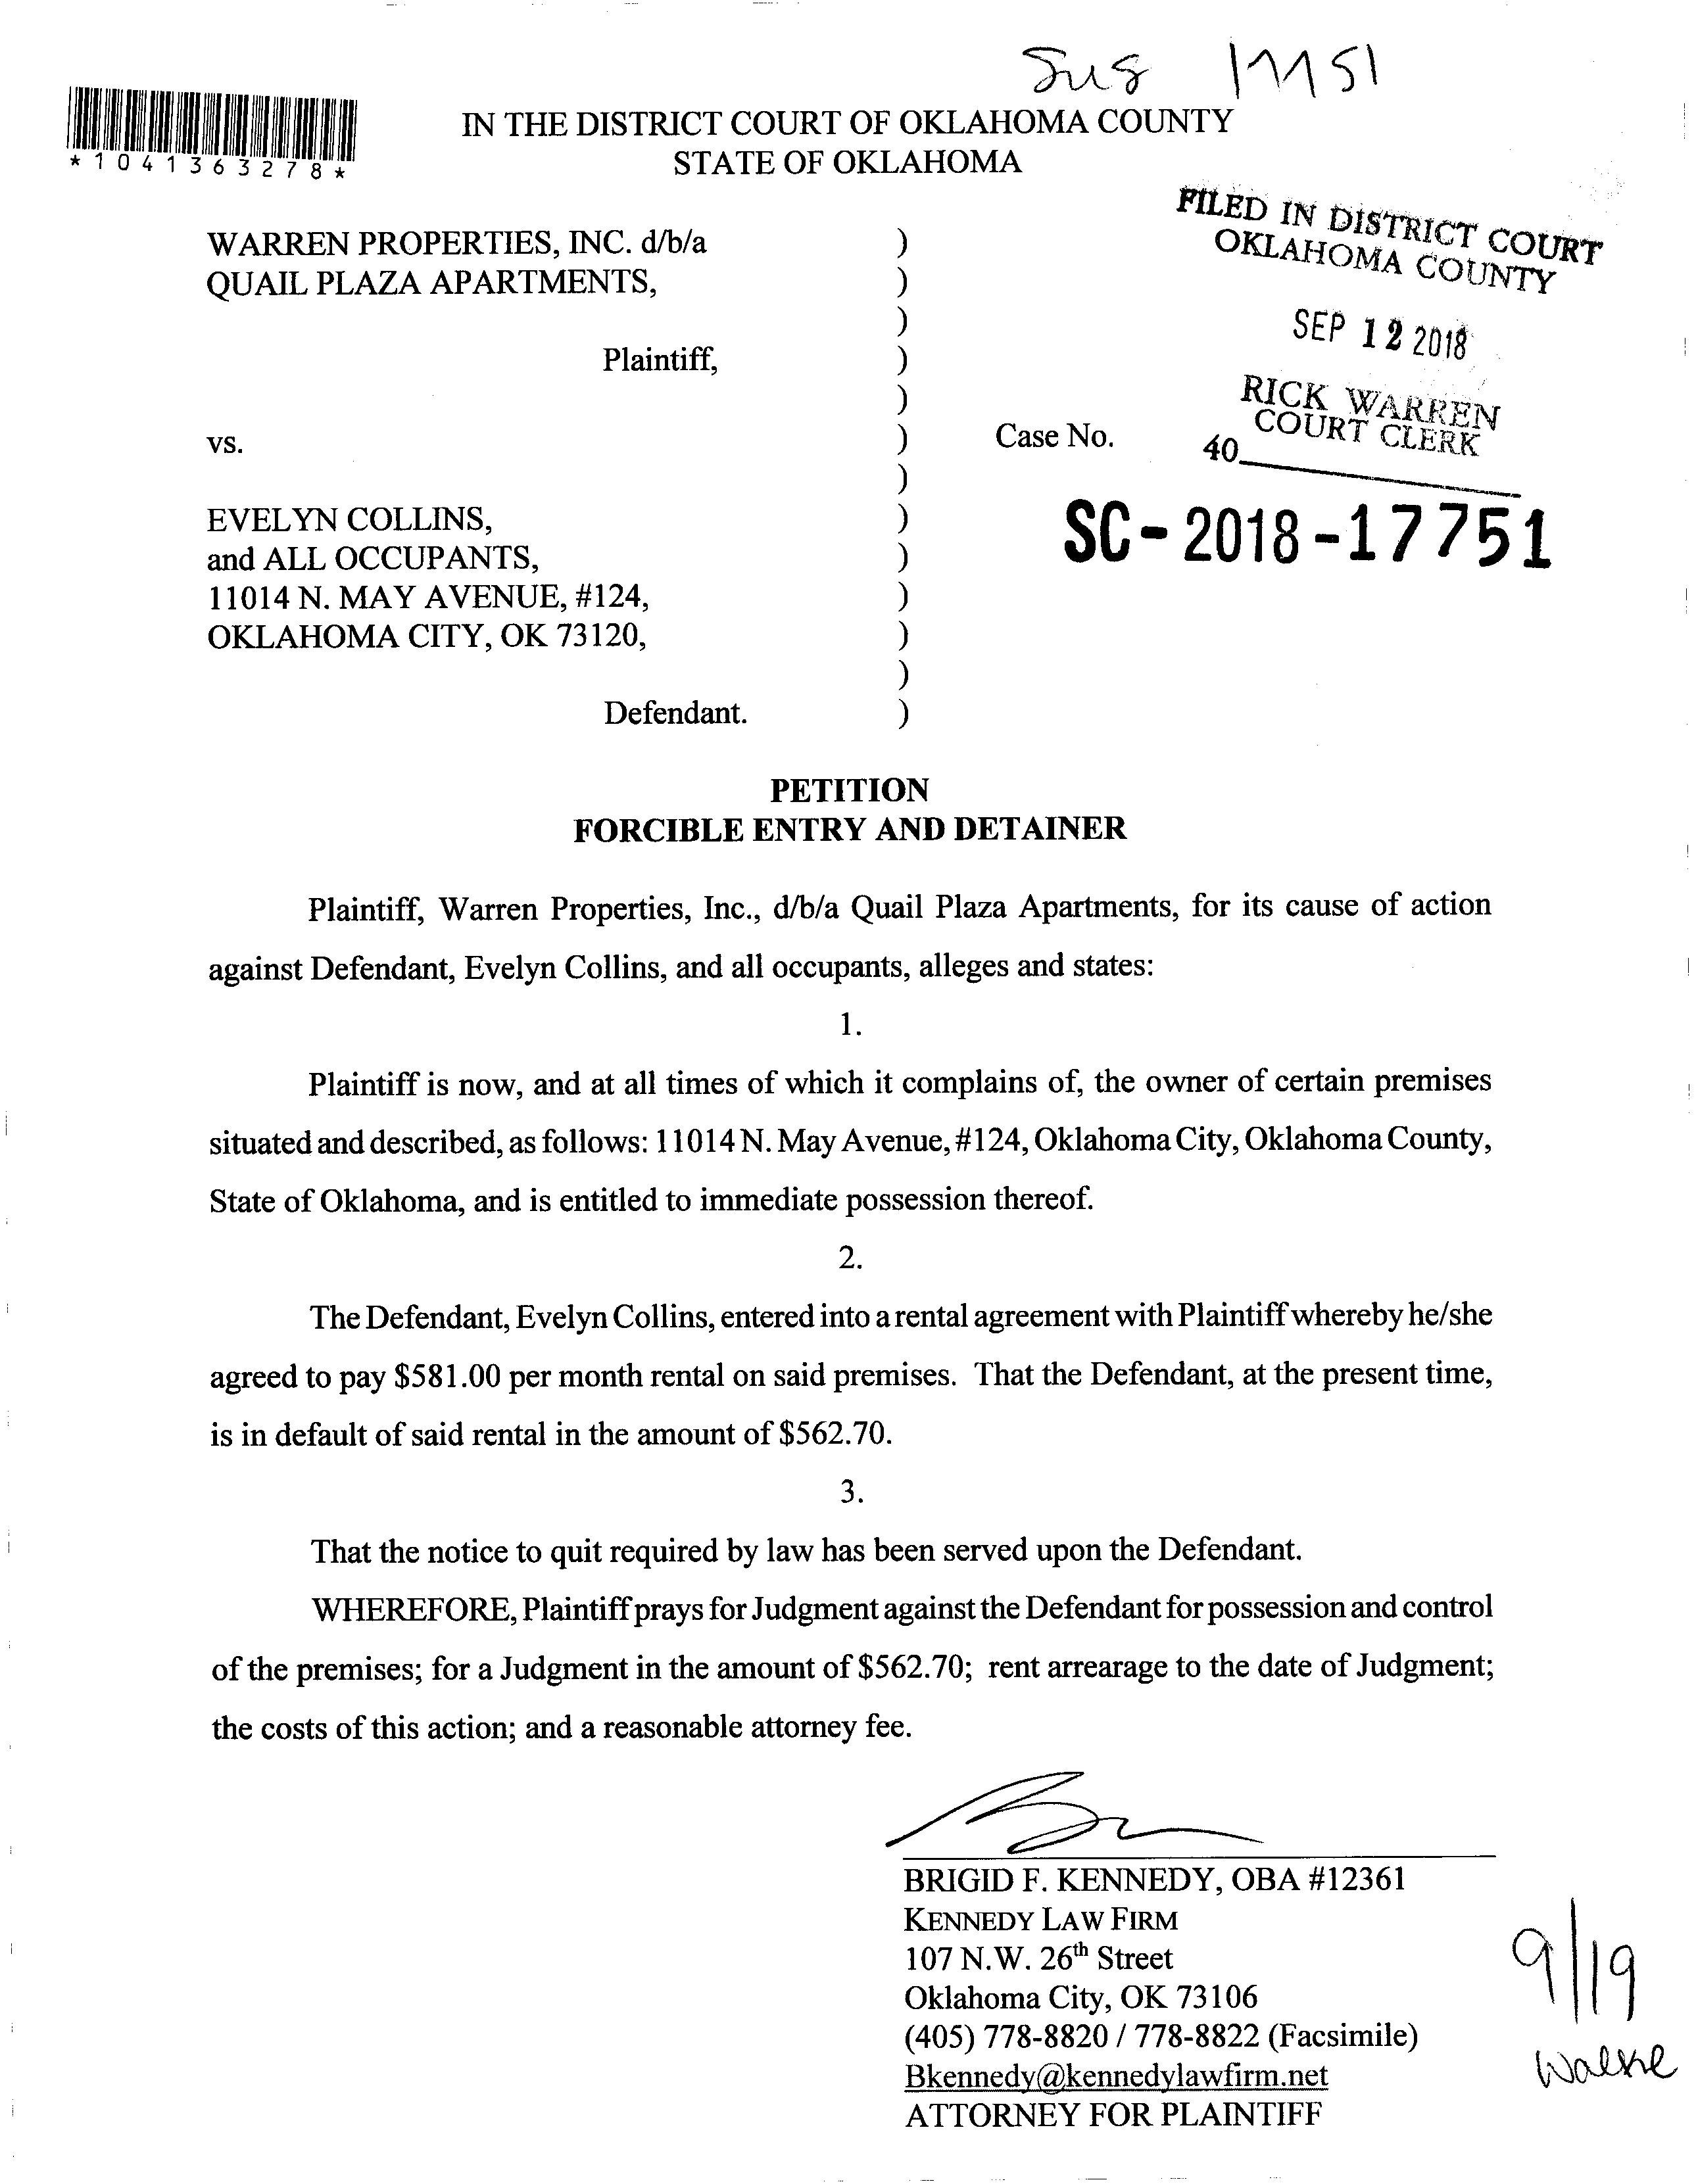 *1041363278*
IN THE DISTRICT COURT OF OKLAHOMA COUNTY
STATE OF OKLAHOMA
FILED IN DISTRICT COURT
OKLAHOMA COUNTY
SEP 12 2018
RICK WARREN
COURT CLERK
40
WARREN PROPERTIES, INC. d/b/a )
QUAIL PLAZA APARTMENTS, )
)
Plaintiff, )
)
vs. ) Case No.
)
SC-2018-17751
EVELYN COLLINS, )
and ALL OCCUPANTS, )
11014 N. MAY AVENUE, #124, )
OKLAHOMA CITY, OK 73120, )
)
Defendant. )
PETITION
FORCIBLE ENTRY AND DETAINER
Plaintiff, Warren Properties, Inc., d/b/a Quail Plaza Apartments, for its cause of action
against Defendant, Evelyn Collins, and all occupants, alleges and states:
1.
Plaintiff is now, and at all times of which it complains of, the owner of certain premises
situated and described, as follows: 11014 N. May Avenue, #124, Oklahoma City, Oklahoma County,
State of Oklahoma, and is entitled to immediate possession thereof.
2.
The Defendant, Evelyn Collins, entered into a rental agreement with Plaintiff whereby he/she
agreed to pay $581.00 per month rental on said premises. That the Defendant, at the present time,
is in default of said rental in the amount of $562.70.
3.
That the notice to quit required by law has been served upon the Defendant.
WHEREFORE, Plaintiff prays for Judgment against the Defendant for possession and control
of the premises; for a Judgment in the amount of $562.70; rent arrearage to the date of Judgment;
the costs of this action; and a reasonable attorney fee.
BRIGID F. KENNEDY, OBA #12361
KENNEDY LAW FIRM
107 N.W. 26th Street
Oklahoma City, OK 73106
(405) 778-8820 / 778-8822 (Facsimile)
Bkennedy@kennedylawfirm.net
ATTORNEY FOR PLAINTIFF
9/19